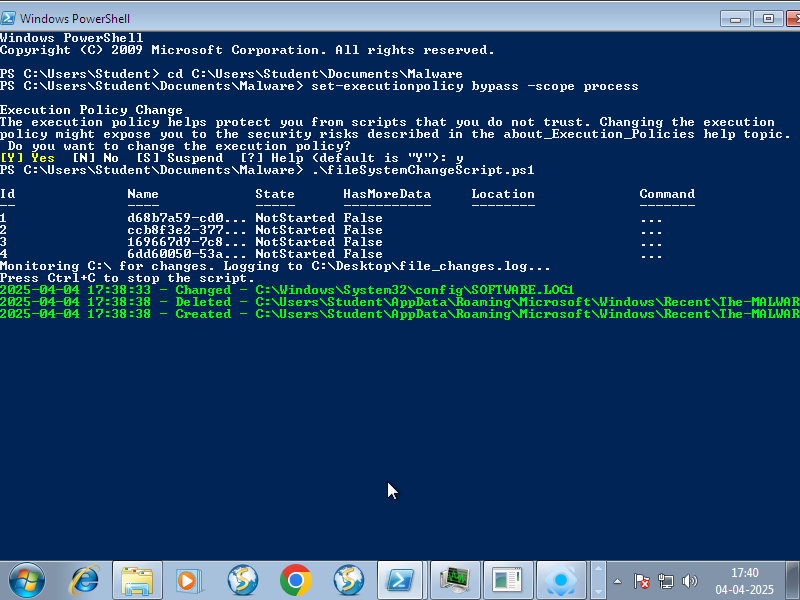 Windows PowerShell
Windows PowerShell
Copyright (C) 2009 Microsoft Corporation. All rights reserved.
PS C:\Users\Student> cd C:\Users\Student\Documents\Malware
PS C:\Users\Student\Documents\Malware> set-executionpolicy bypass -scope process
Execution Policy Change
The execution policy helps protect you from scripts that you do not trust. Changing the execution
policy might expose you to the security risks described in the about_Execution_Policies help topic.
Do you want to change the execution policy?
[Y] Yes  [N] No  [S] Suspend  [?] Help (default is "Y"): y
PS C:\Users\Student\Documents\Malware> .\fileSystemChangeScript.ps1
Id Name State HasMoreData Location Command
-- ---- ----- ----------- -------- -------
1 d68b7a59-cd0... NotStarted False ...
2 ccb8f3e2-377... NotStarted False ...
3 169667d9-7c8... NotStarted False ...
4 6dd60050-53a... NotStarted False ...
Monitoring C:\ for changes. Logging to C:\Desktop\file_changes.log...
Press Ctrl+C to stop the script.
2025-04-04 17:38:33 - Changed - C:\Windows\System32\config\SOFTWARE.LOG1
2025-04-04 17:38:38 - Deleted - C:\Users\Student\AppData\Roaming\Microsoft\Windows\Recent\The-MALWAR
2025-04-04 17:38:38 - Created - C:\Users\Student\AppData\Roaming\Microsoft\Windows\Recent\The-MALWAR
17:40
04-04-2025